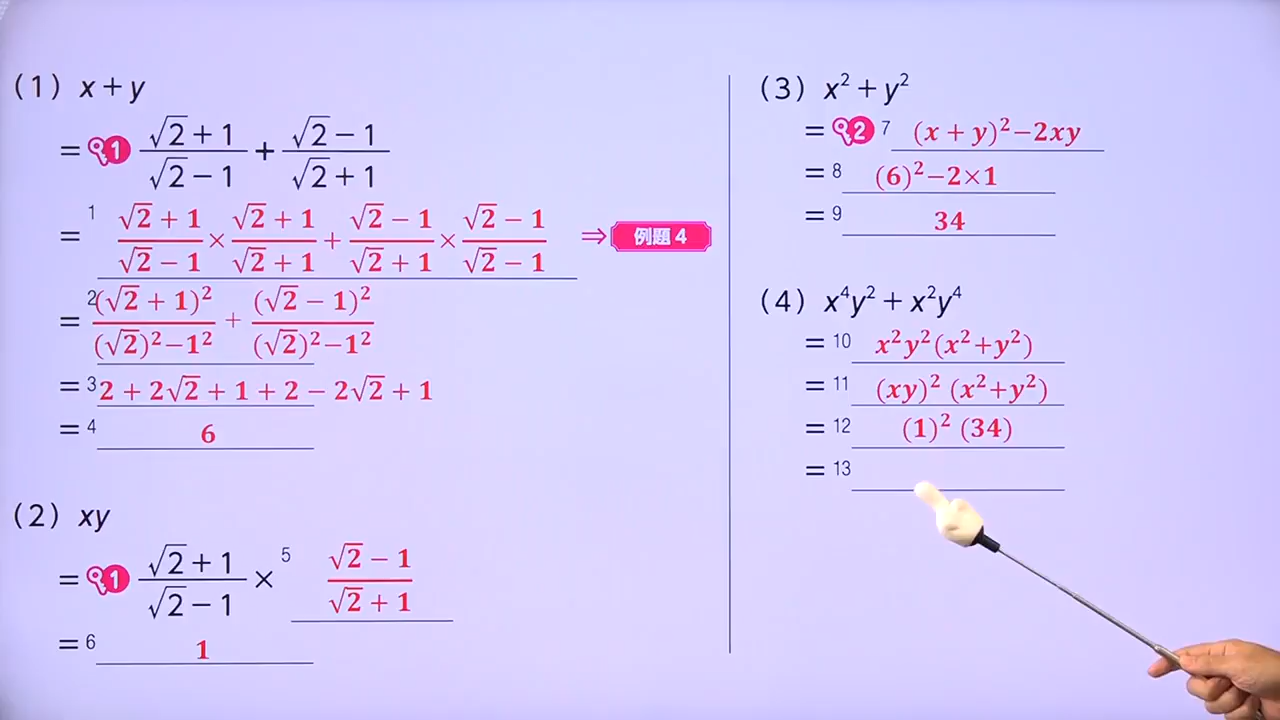 (1) x+y
= 1 (√2+1)/(√2−1) + (√2−1)/(√2+1)
= 1 (√2+1)/(√2−1) × (√2+1)/(√2+1) + (√2−1)/(√2+1) × (√2−1)/(√2−1) ⇒ 例題 4
= 2 (√2+1)²/((√2)²−1²) + (√2−1)²/((√2)²−1²)
= 3 2+2√2+1+2−2√2+1
= 4 6
(2) xy
= 1 (√2+1)/(√2−1) × 5 (√2−1)/(√2+1)
= 6 1
(3) x²+y²
= 2 7 (x+y)²−2xy
= 8 (6)²−2×1
= 9 34
(4) x⁴y²+x²y⁴
= 10 x²y²(x²+y²)
= 11 (xy)² (x²+y²)
= 12 (1)² (34)
= 13